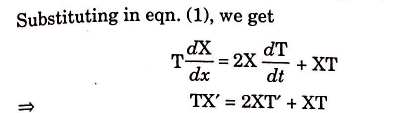 Substituting in eqn. (1), we get
T dX/dx = 2X dT/dt + XT
⇒ TX′ = 2XT′ + XT